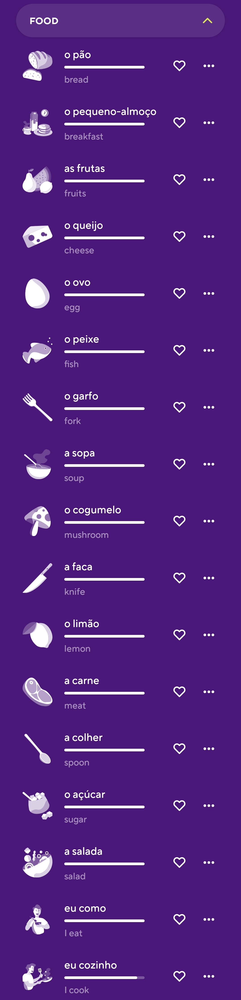 FOOD
o pão
bread
o pequeno-almoço
breakfast
as frutas
fruits
o queijo
cheese
o ovo
egg
o peixe
fish
o garfo
fork
a sopa
soup
o cogumelo
mushroom
a faca
knife
o limão
lemon
a carne
meat
a colher
spoon
o açúcar
sugar
a salada
salad
eu como
I eat
eu cozinho
I cook